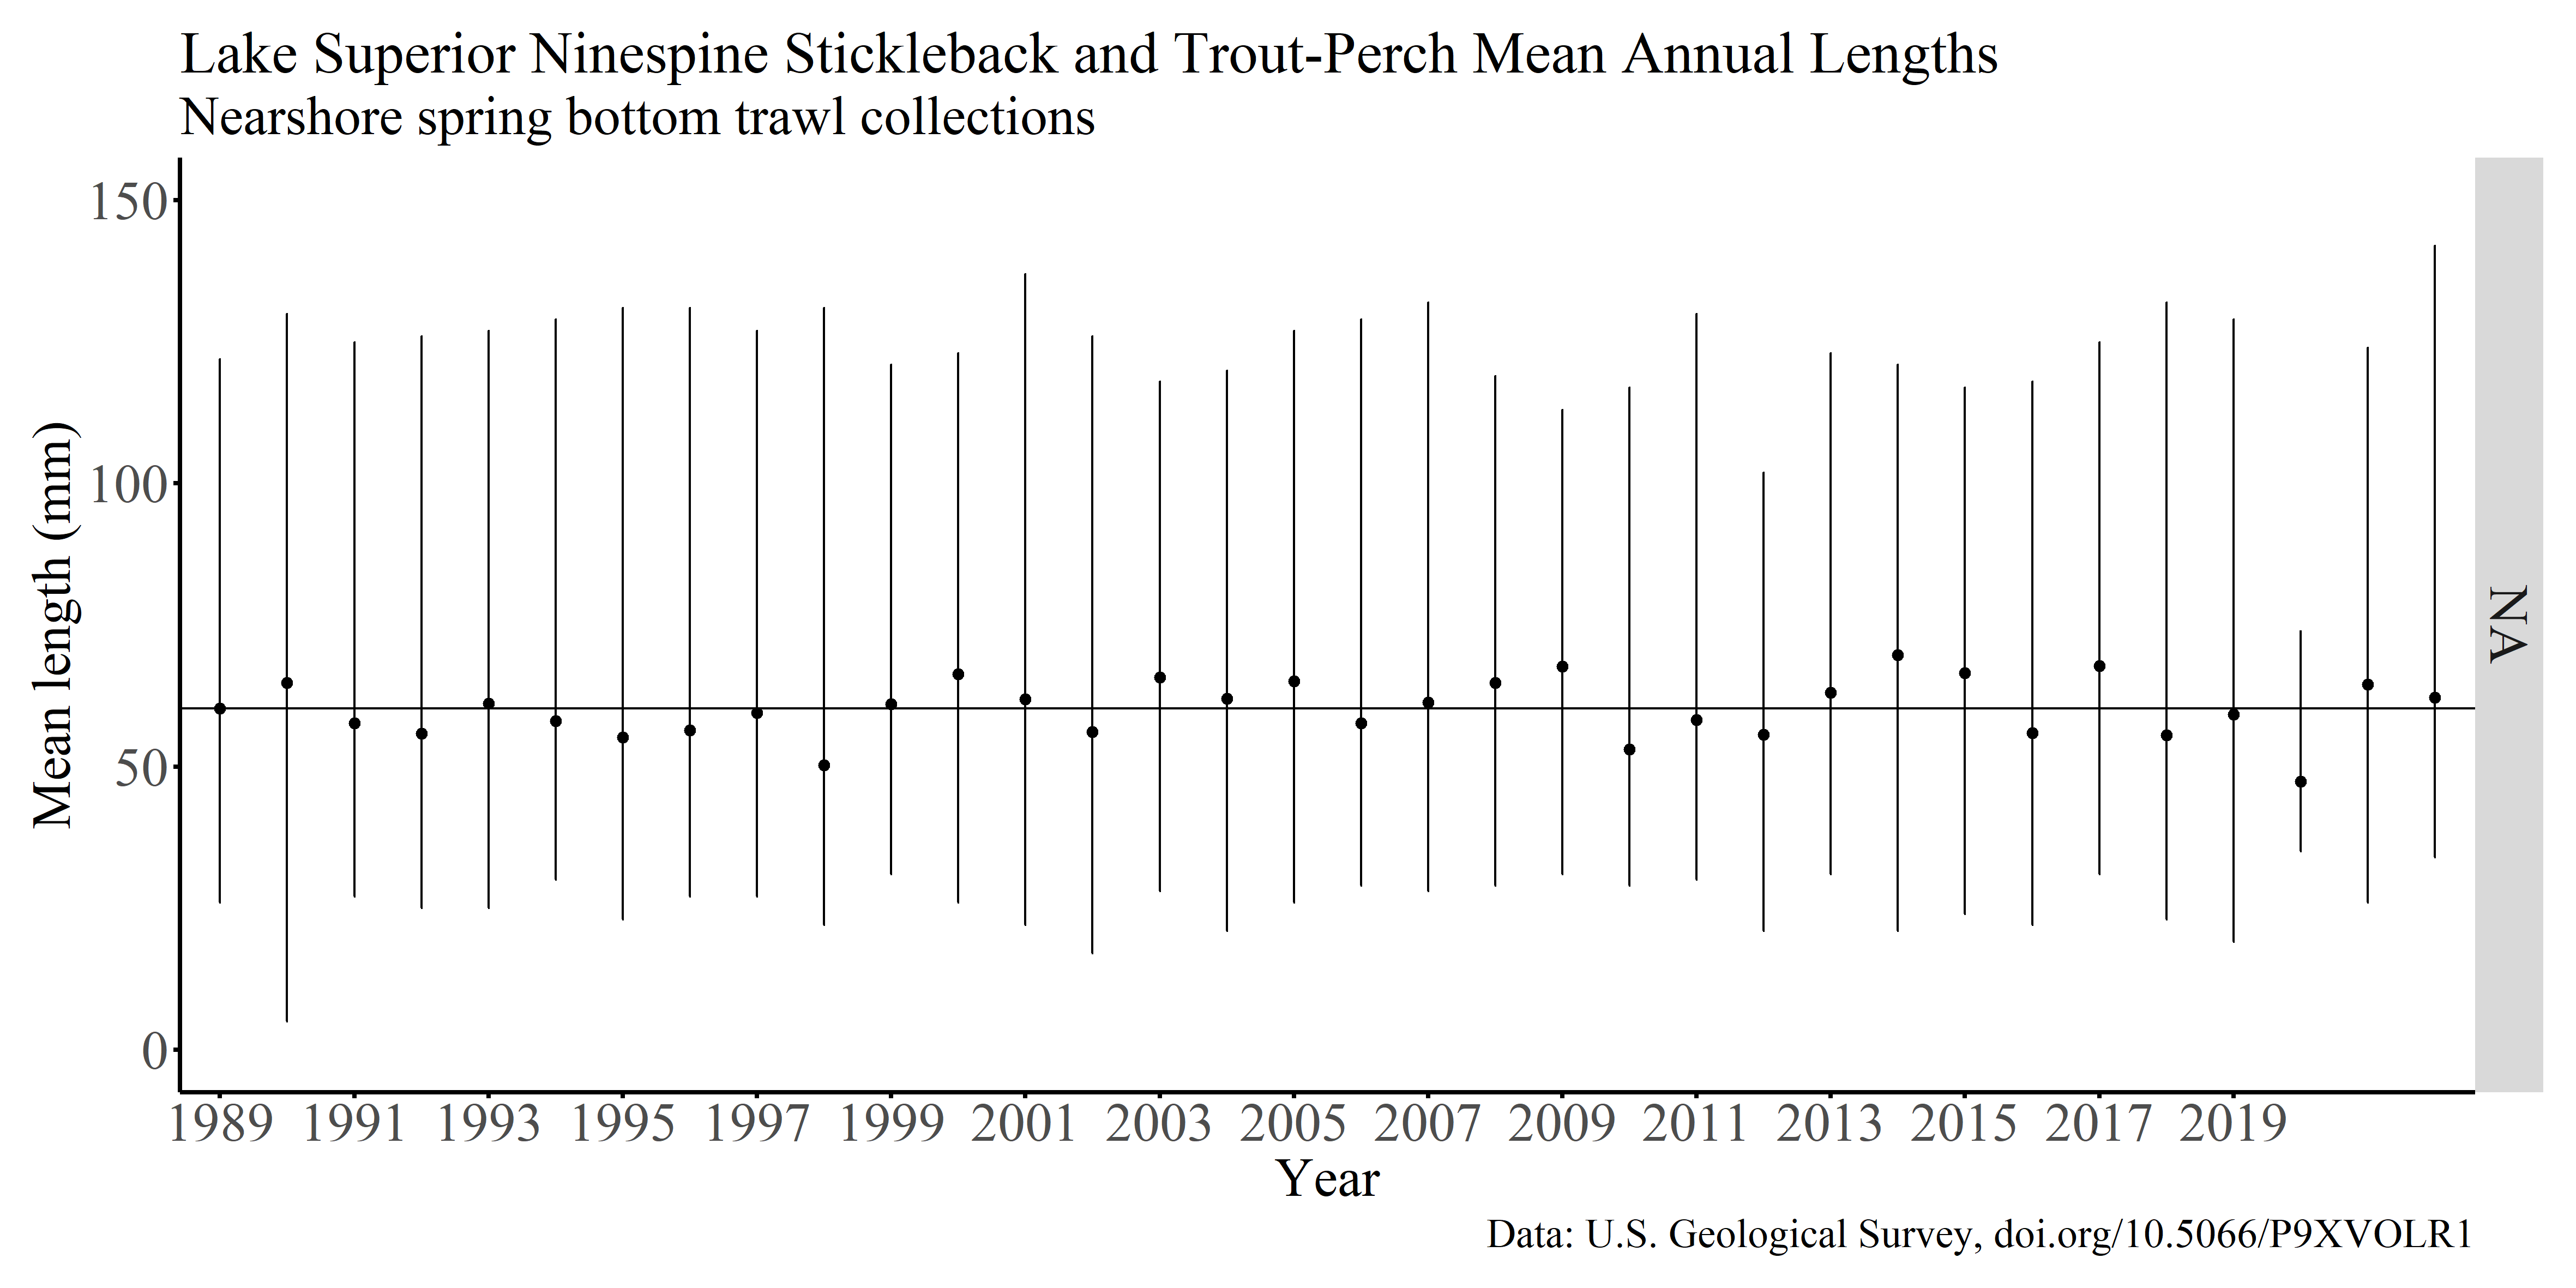 Lake Superior Ninespine Stickleback and Trout-Perch Mean Annual Lengths
Nearshore spring bottom trawl collections
150
100
50
0
Mean length (mm)
NA
1989 1991 1993 1995 1997 1999 2001 2003 2005 2007 2009 2011 2013 2015 2017 2019
Year
Data: U.S. Geological Survey, doi.org/10.5066/P9XVOLR1